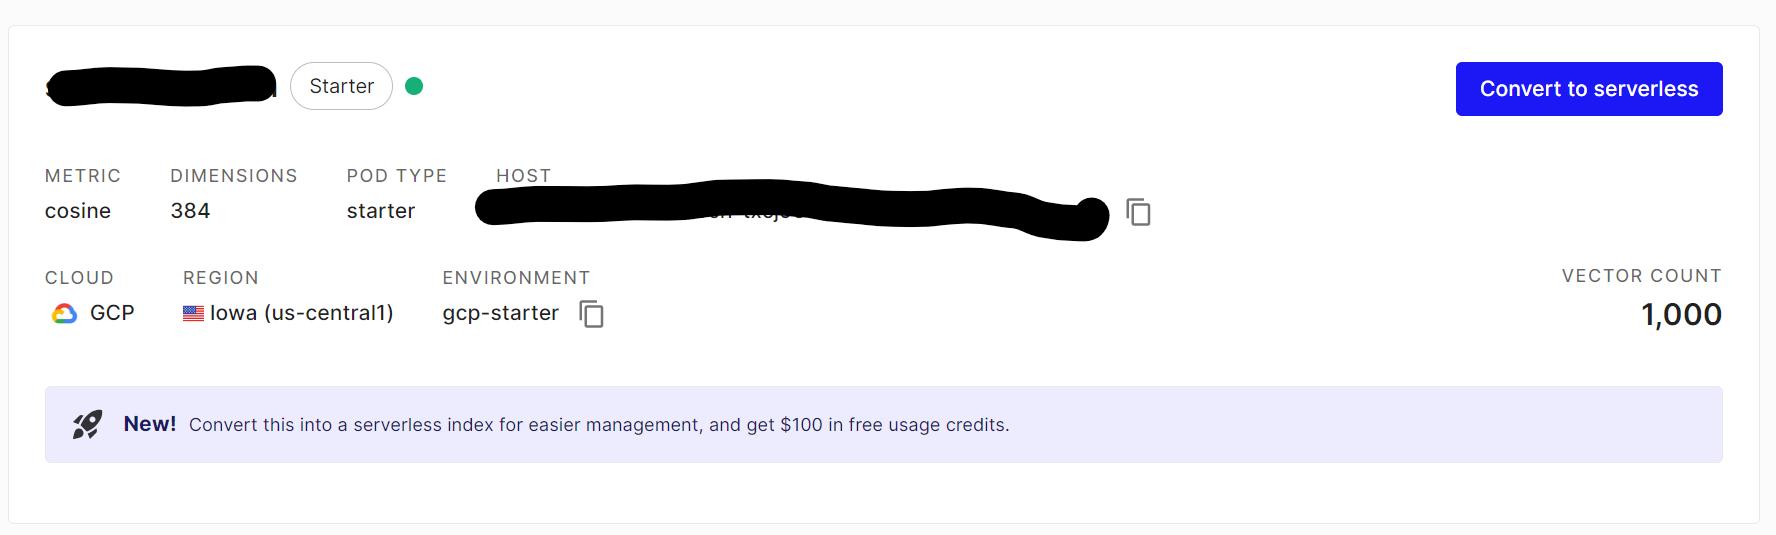 Starter
Convert to serverless
METRIC DIMENSIONS POD TYPE HOST
cosine 384 starter
CLOUD REGION ENVIRONMENT VECTOR COUNT
GCP Iowa (us-central1) gcp-starter 1,000
New! Convert this into a serverless index for easier management, and get $100 in free usage credits.